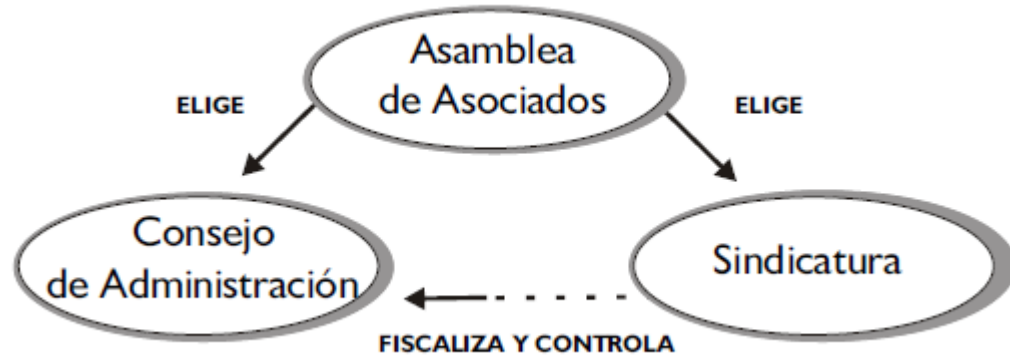 Asamblea
de Asociados
ELIGE
ELIGE
Consejo
de Administración
Sindicatura
FISCALIZA Y CONTROLA